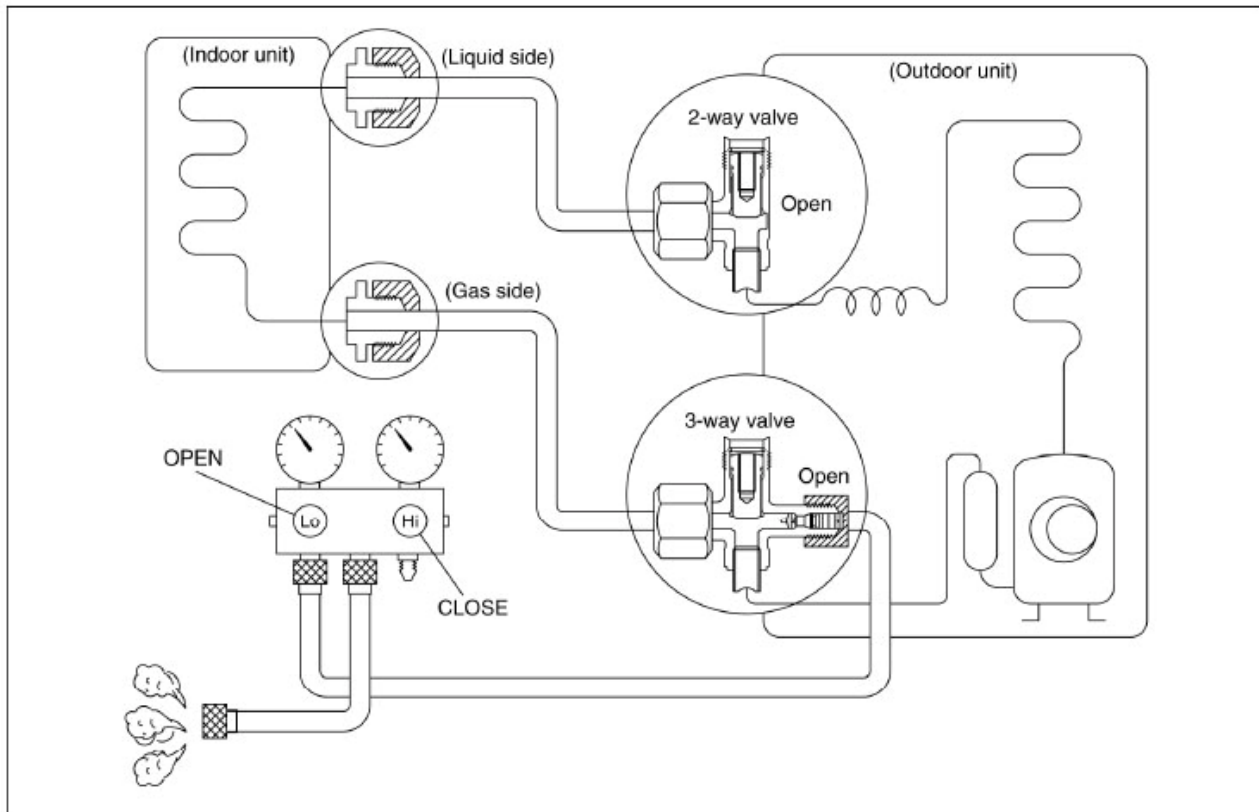 (Indoor unit)
(Liquid side)
(Outdoor unit)
2-way valve
Open
(Gas side)
3-way valve
Open
OPEN
Lo
Hi
CLOSE